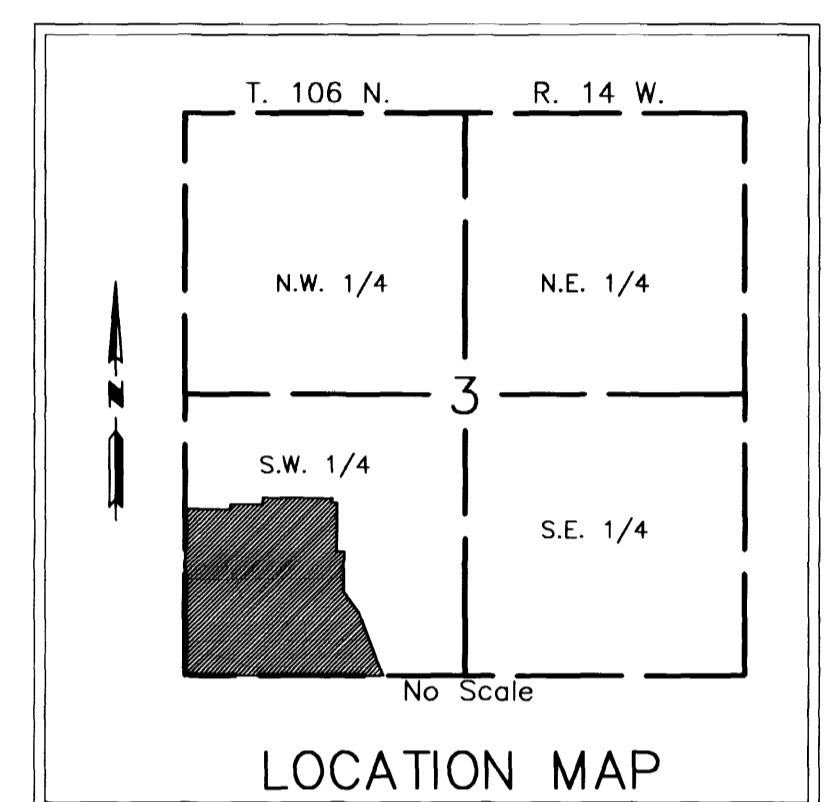 T. 106 N. R. 14 W.
N.W. 1/4 N.E. 1/4
N
3
S.W. 1/4
S.E. 1/4
No Scale
LOCATION MAP